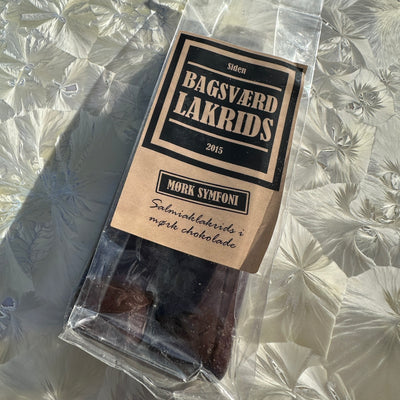 Siden
BAGSVÆRD
LAKRIDS
2015
MØRK SYMFONI
Salmiaklakrids i
mørk chokolade